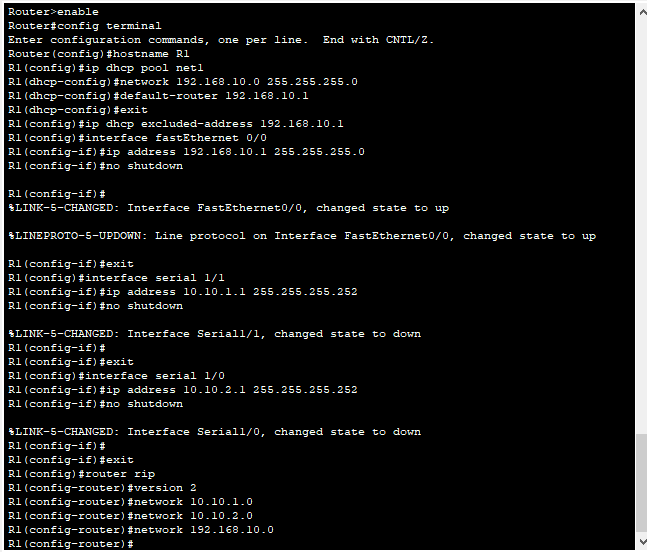 Router>enable
Router#config terminal
Enter configuration commands, one per line.  End with CNTL/Z.
Router(config)#hostname R1
R1(config)#ip dhcp pool net1
R1(dhcp-config)#network 192.168.10.0 255.255.255.0
R1(dhcp-config)#default-router 192.168.10.1
R1(dhcp-config)#exit
R1(config)#ip dhcp excluded-address 192.168.10.1
R1(config)#interface fastEthernet 0/0
R1(config-if)#ip address 192.168.10.1 255.255.255.0
R1(config-if)#no shutdown
R1(config-if)#
%LINK-5-CHANGED: Interface FastEthernet0/0, changed state to up
%LINEPROTO-5-UPDOWN: Line protocol on Interface FastEthernet0/0, changed state to up
R1(config-if)#exit
R1(config)#interface serial 1/1
R1(config-if)#ip address 10.10.1.1 255.255.255.252
R1(config-if)#no shutdown
%LINK-5-CHANGED: Interface Serial1/1, changed state to down
R1(config-if)#
R1(config-if)#exit
R1(config)#interface serial 1/0
R1(config-if)#ip address 10.10.2.1 255.255.255.252
R1(config-if)#no shutdown
%LINK-5-CHANGED: Interface Serial1/0, changed state to down
R1(config-if)#
R1(config-if)#exit
R1(config)#router rip
R1(config-router)#version 2
R1(config-router)#network 10.10.1.0
R1(config-router)#network 10.10.2.0
R1(config-router)#network 192.168.10.0
R1(config-router)#